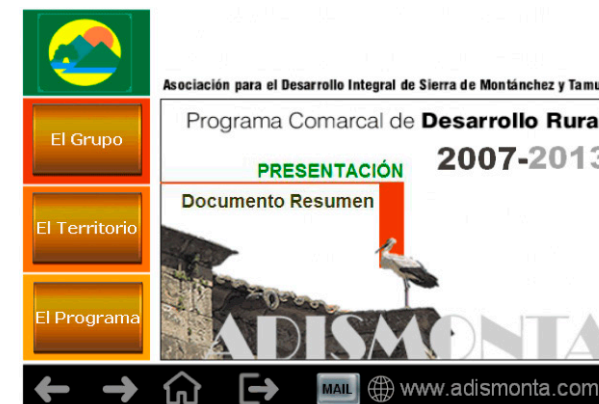 Asociación para el Desarrollo Integral de Sierra de Montánchez y Tamu
El Grupo
Programa Comarcal de Desarrollo Rura
2007-2013
PRESENTACIÓN
Documento Resumen
El Territorio
El Programa
ADISMONTA
MAIL www.adismonta.com